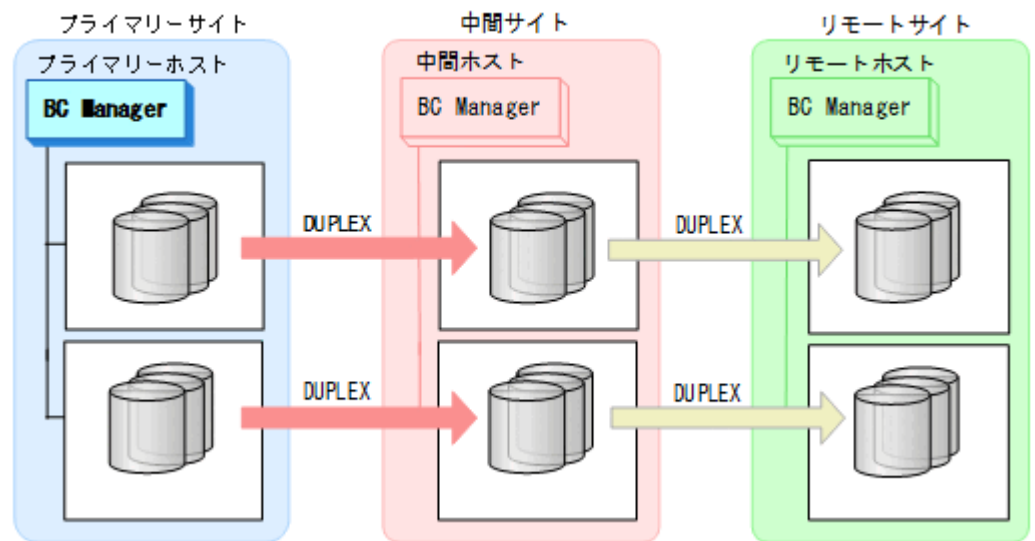 プライマリーサイト
中間サイト
リモートサイト
プライマリーホスト
中間ホスト
リモートホスト
BC Manager
BC Manager
BC Manager
DUPLEX
DUPLEX
DUPLEX
DUPLEX